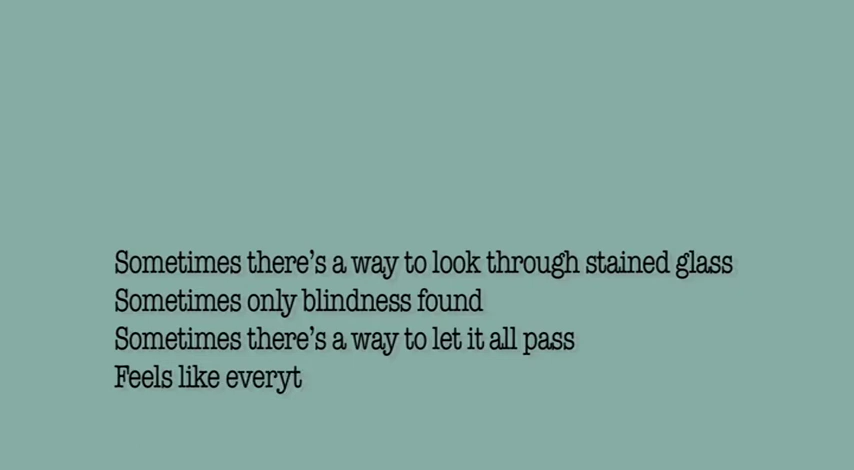 Sometimes there’s a way to look through stained glass
Sometimes only blindness found
Sometimes there’s a way to let it all pass
Feels like everyt